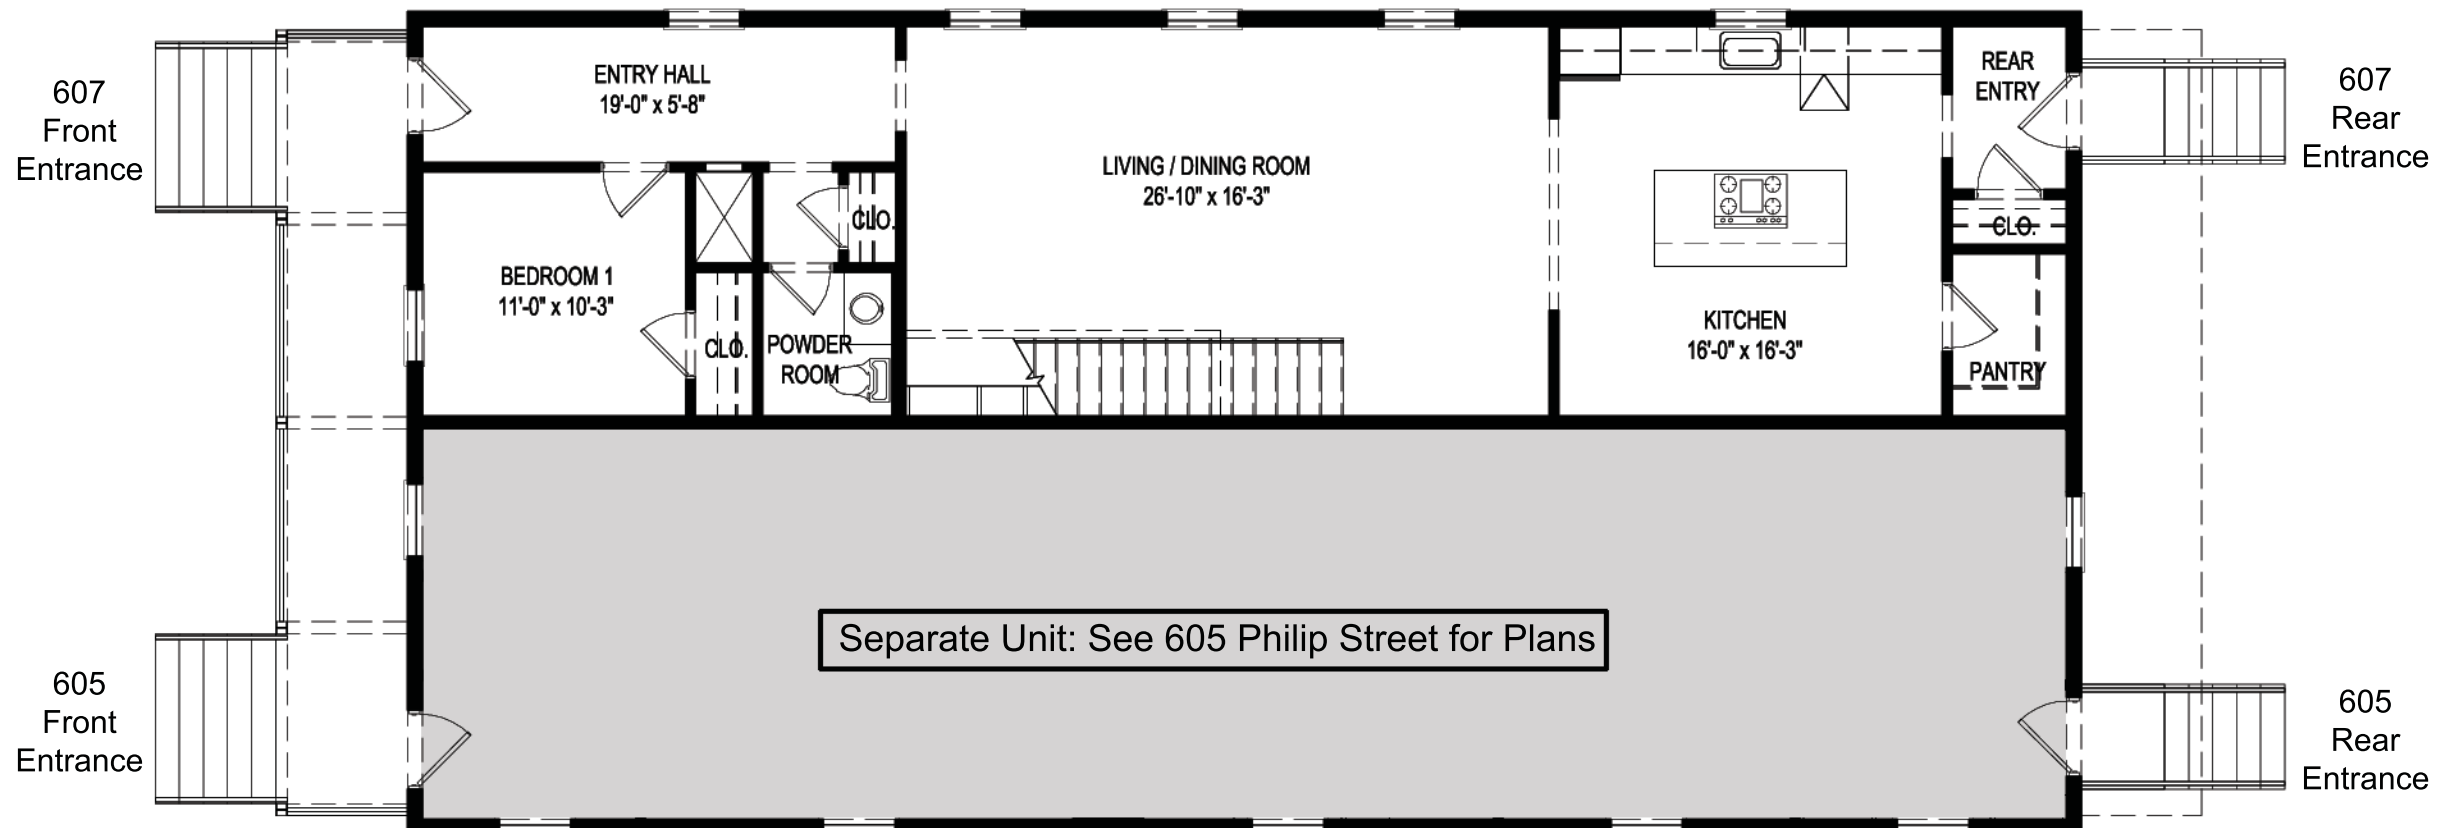 607
Front
Entrance
ENTRY HALL
19'-0" x 5'-8"
BEDROOM 1
11'-0" x 10'-3"
CLO.
CLO.
POWDER
ROOM
LIVING / DINING ROOM
26'-10" x 16'-3"
KITCHEN
16'-0" x 16'-3"
REAR
ENTRY
CLO.
PANTRY
607
Rear
Entrance
Separate Unit: See 605 Philip Street for Plans
605
Front
Entrance
605
Rear
Entrance